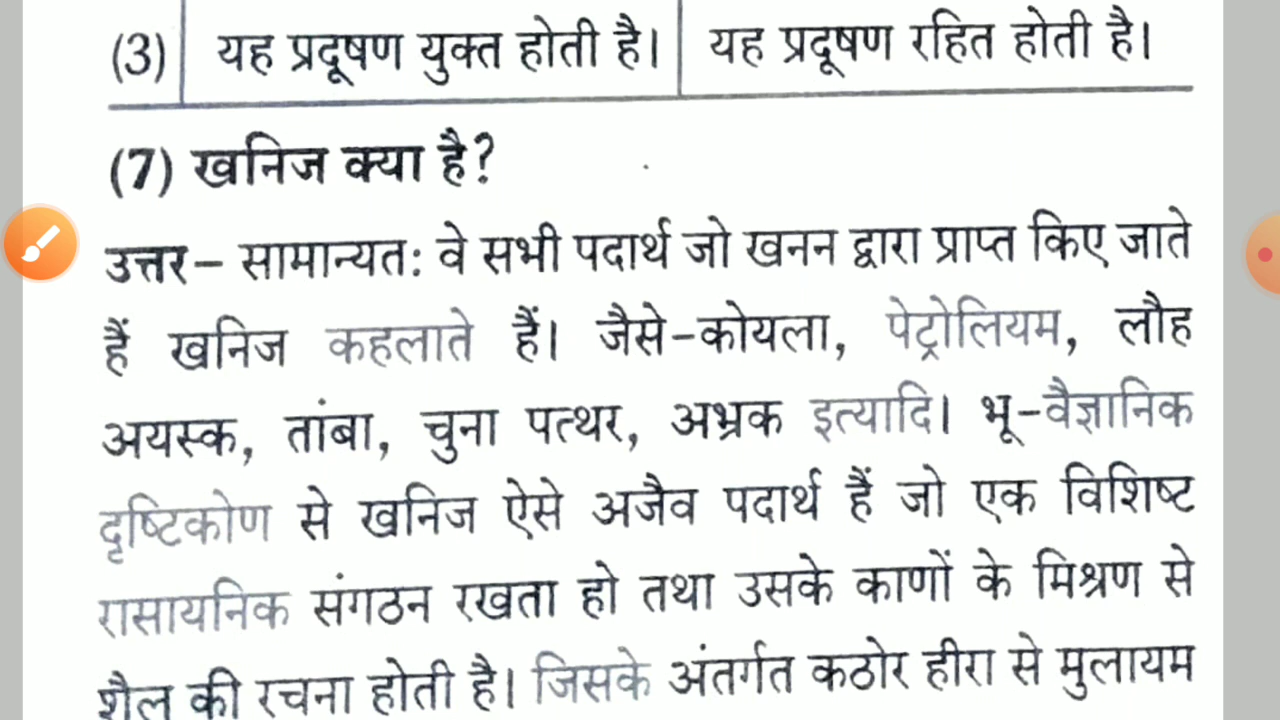 (3) यह प्रदूषण युक्त होती है। यह प्रदूषण रहित होती है।
(7) खनिज क्या है?
उत्तर– सामान्यत: वे सभी पदार्थ जो खनन द्वारा प्राप्त किए जाते
हैं खनिज कहलाते हैं। जैसे-कोयला, पेट्रोलियम, लौह
अयस्क, तांबा, चुना पत्थर, अभ्रक इत्यादि। भू-वैज्ञानिक
दृष्टिकोण से खनिज ऐसे अजैव पदार्थ हैं जो एक विशिष्ट
रासायनिक संगठन रखता हो तथा उसके काणों के मिश्रण से
शैल की रचना होती है। जिसके अंतर्गत कठोर हीरा से मुलायम